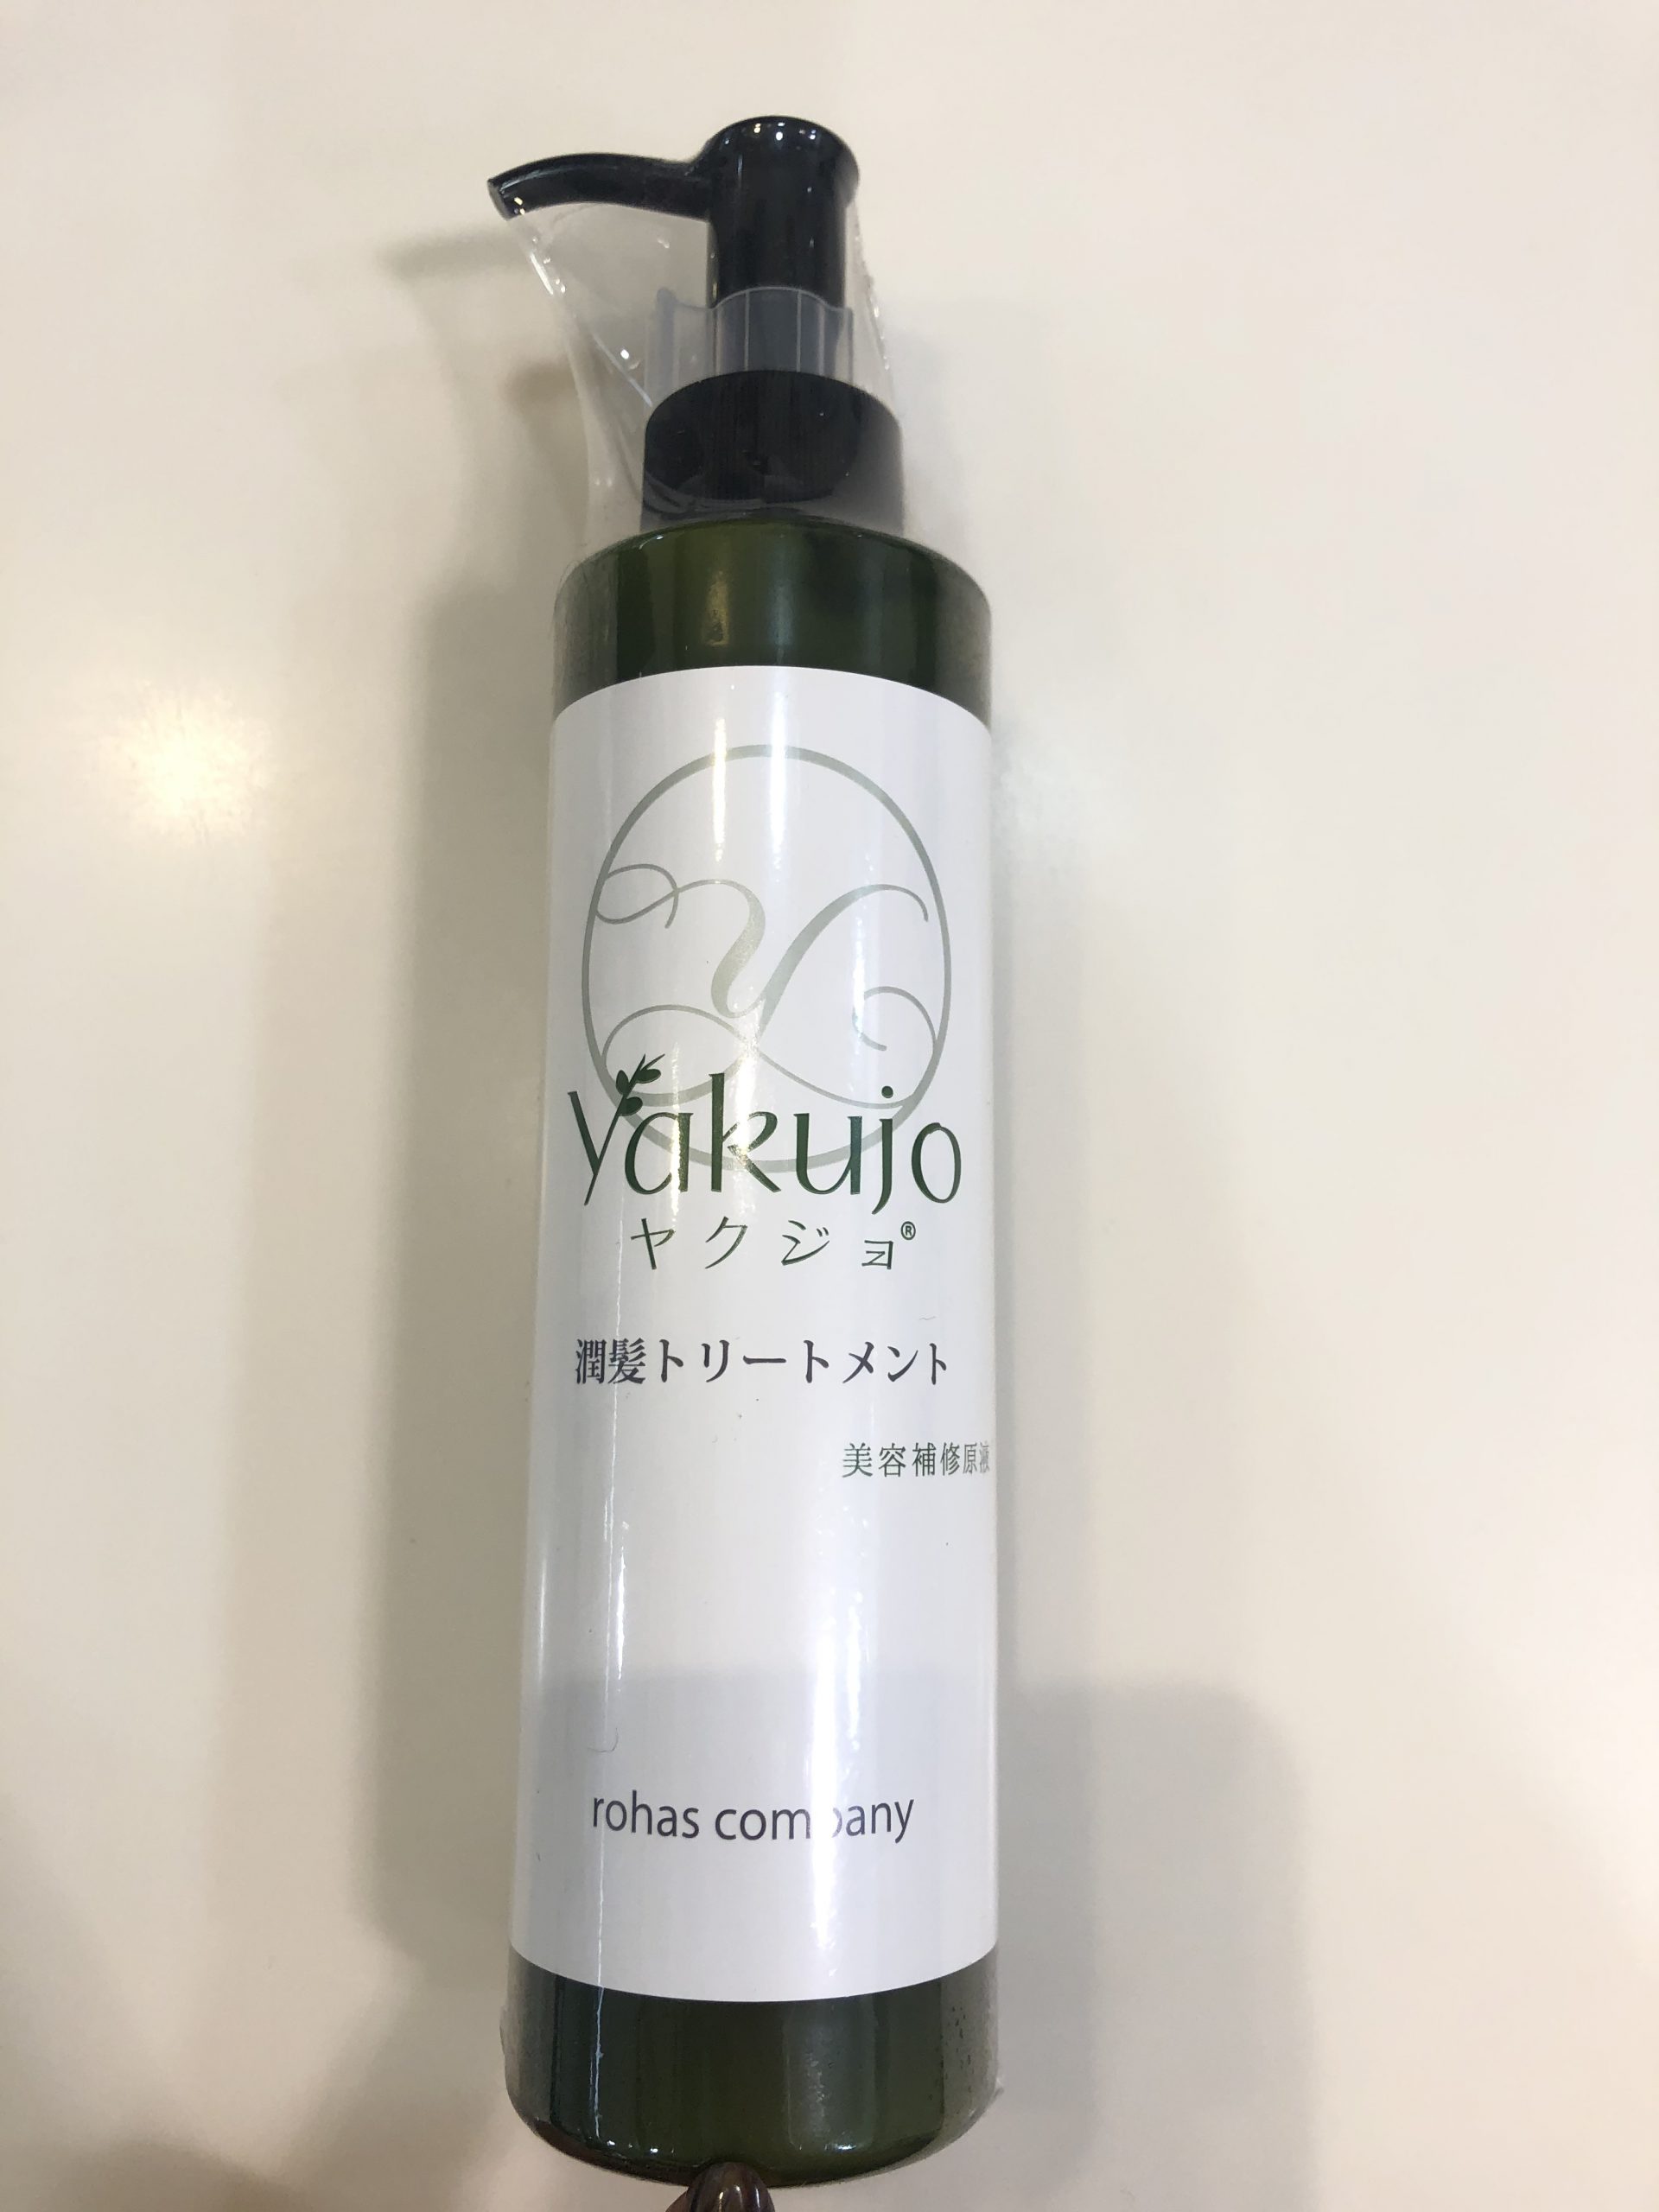 yakujo
ヤクジョ®
潤髪トリートメント
美容補修原液
rohas company